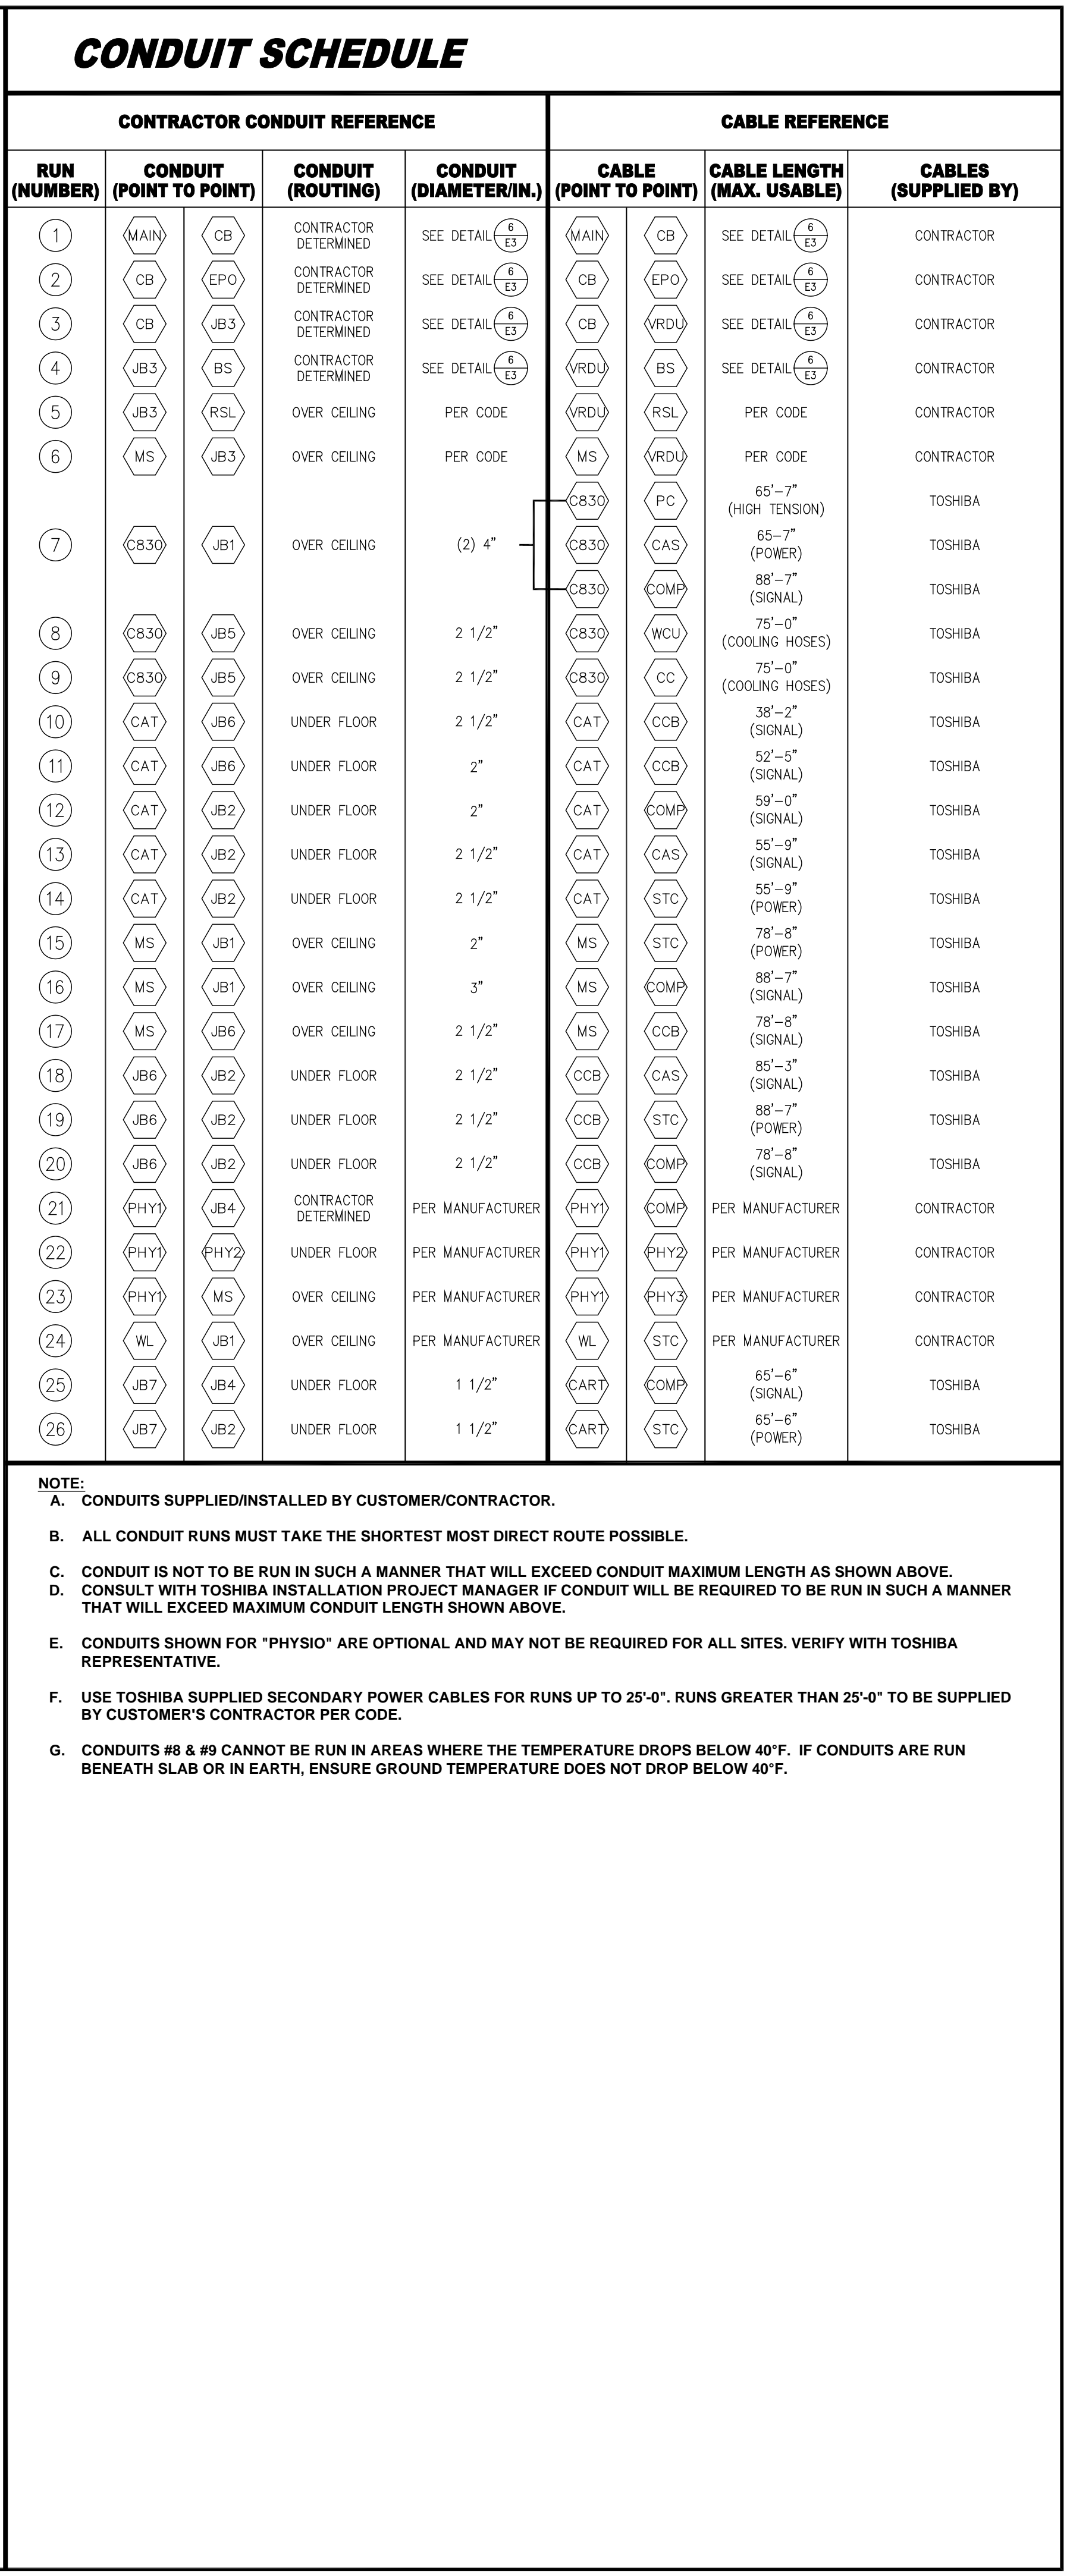 CONDUIT SCHEDULE
CONTRACTOR CONDUIT REFERENCE CABLE REFERENCE
RUN CONDUIT CONDUIT CONDUIT CABLE CABLE LENGTH CABLES
(NUMBER) (POINT TO POINT) (ROUTING) (DIAMETER/IN.) (POINT TO POINT) (MAX. USABLE) (SUPPLIED BY)
1 MAIN CB CONTRACTOR DETERMINED SEE DETAIL 6 E3 MAIN CB SEE DETAIL 6 E3 CONTRACTOR
2 CB EPO CONTRACTOR DETERMINED SEE DETAIL 6 E3 CB EPO SEE DETAIL 6 E3 CONTRACTOR
3 CB JB3 CONTRACTOR DETERMINED SEE DETAIL 6 E3 CB VRDU SEE DETAIL 6 E3 CONTRACTOR
4 JB3 BS CONTRACTOR DETERMINED SEE DETAIL 6 E3 VRDU BS SEE DETAIL 6 E3 CONTRACTOR
5 JB3 RSL OVER CEILING PER CODE VRDU RSL PER CODE CONTRACTOR
6 MS JB3 OVER CEILING PER CODE MS VRDU PER CODE CONTRACTOR
C830 PC 65'-7" (HIGH TENSION) TOSHIBA
7 C830 JB1 OVER CEILING (2) 4" C830 CAS 65-7" (POWER) TOSHIBA
C830 COMP 88'-7" (SIGNAL) TOSHIBA
8 C830 JB5 OVER CEILING 2 1/2" C830 WCU 75'-0" (COOLING HOSES) TOSHIBA
9 C830 JB5 OVER CEILING 2 1/2" C830 CC 75'-0" (COOLING HOSES) TOSHIBA
10 CAT JB6 UNDER FLOOR 2 1/2" CAT CCB 38'-2" (SIGNAL) TOSHIBA
11 CAT JB6 UNDER FLOOR 2" CAT CCB 52'-5" (SIGNAL) TOSHIBA
12 CAT JB2 UNDER FLOOR 2" CAT COMP 59'-0" (SIGNAL) TOSHIBA
13 CAT JB2 UNDER FLOOR 2 1/2" CAT CAS 55'-9" (SIGNAL) TOSHIBA
14 CAT JB2 UNDER FLOOR 2 1/2" CAT STC 55'-9" (POWER) TOSHIBA
15 MS JB1 OVER CEILING 2" MS STC 78'-8" (POWER) TOSHIBA
16 MS JB1 OVER CEILING 3" MS COMP 88'-7" (SIGNAL) TOSHIBA
17 MS JB6 OVER CEILING 2 1/2" MS CCB 78'-8" (SIGNAL) TOSHIBA
18 JB6 JB2 UNDER FLOOR 2 1/2" CCB CAS 85'-3" (SIGNAL) TOSHIBA
19 JB6 JB2 UNDER FLOOR 2 1/2" CCB STC 88'-7" (POWER) TOSHIBA
20 JB6 JB2 UNDER FLOOR 2 1/2" CCB COMP 78'-8" (SIGNAL) TOSHIBA
21 PHY1 JB4 CONTRACTOR DETERMINED PER MANUFACTURER PHY1 COMP PER MANUFACTURER CONTRACTOR
22 PHY1 PHY2 UNDER FLOOR PER MANUFACTURER PHY1 PHY2 PER MANUFACTURER CONTRACTOR
23 PHY1 MS OVER CEILING PER MANUFACTURER PHY1 PHY3 PER MANUFACTURER CONTRACTOR
24 WL JB1 OVER CEILING PER MANUFACTURER WL STC PER MANUFACTURER CONTRACTOR
25 JB7 JB4 UNDER FLOOR 1 1/2" CART COMP 65'-6" (SIGNAL) TOSHIBA
26 JB7 JB2 UNDER FLOOR 1 1/2" CART STC 65'-6" (POWER) TOSHIBA
NOTE:
A. CONDUITS SUPPLIED/INSTALLED BY CUSTOMER/CONTRACTOR.
B. ALL CONDUIT RUNS MUST TAKE THE SHORTEST MOST DIRECT ROUTE POSSIBLE.
C. CONDUIT IS NOT TO BE RUN IN SUCH A MANNER THAT WILL EXCEED CONDUIT MAXIMUM LENGTH AS SHOWN ABOVE.
D. CONSULT WITH TOSHIBA INSTALLATION PROJECT MANAGER IF CONDUIT WILL BE REQUIRED TO BE RUN IN SUCH A MANNER
THAT WILL EXCEED MAXIMUM CONDUIT LENGTH SHOWN ABOVE.
E. CONDUITS SHOWN FOR "PHYSIO" ARE OPTIONAL AND MAY NOT BE REQUIRED FOR ALL SITES. VERIFY WITH TOSHIBA
REPRESENTATIVE.
F. USE TOSHIBA SUPPLIED SECONDARY POWER CABLES FOR RUNS UP TO 25'-0". RUNS GREATER THAN 25'-0" TO BE SUPPLIED
BY CUSTOMER'S CONTRACTOR PER CODE.
G. CONDUITS #8 & #9 CANNOT BE RUN IN AREAS WHERE THE TEMPERATURE DROPS BELOW 40°F. IF CONDUITS ARE RUN
BENEATH SLAB OR IN EARTH, ENSURE GROUND TEMPERATURE DOES NOT DROP BELOW 40°F.